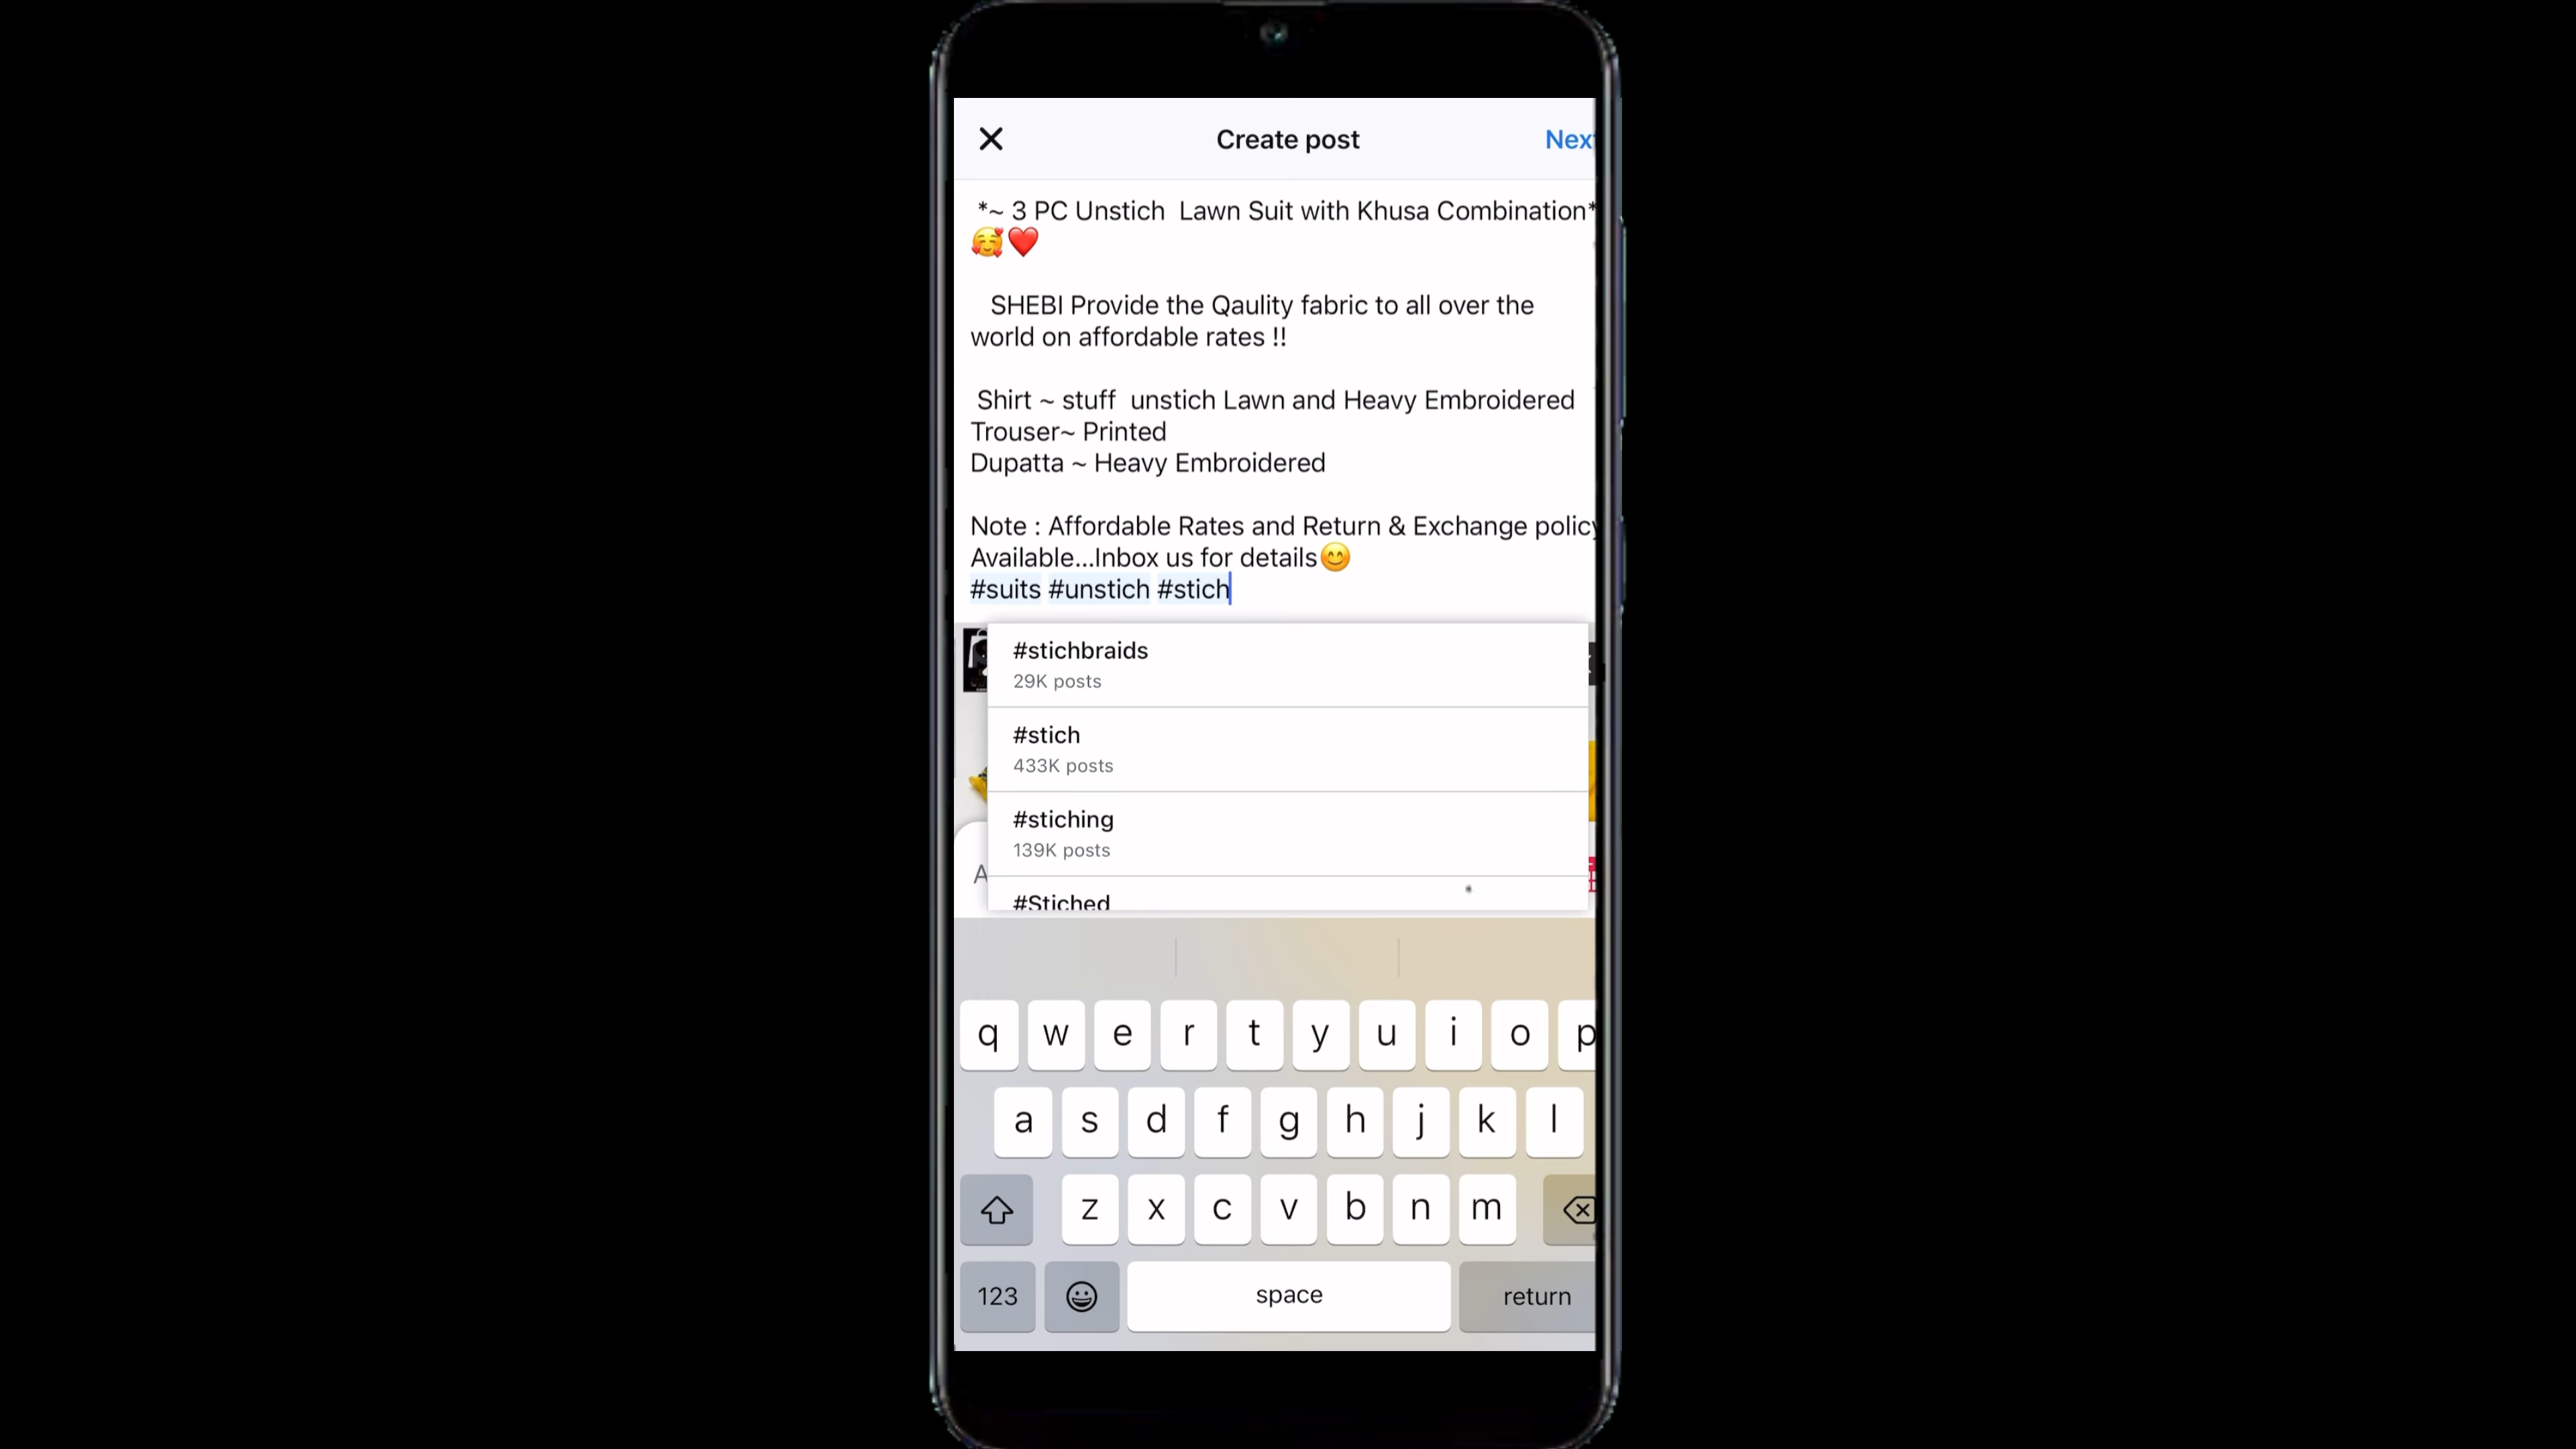 Create post
Nex
*~ 3 PC Unstich  Lawn Suit with Khusa Combination*
🥰❤️
SHEBI Provide the Qaulity fabric to all over the
world on affordable rates !!
Shirt ~ stuff  unstich Lawn and Heavy Embroidered
Trouser~ Printed
Dupatta ~ Heavy Embroidered
Note : Affordable Rates and Return & Exchange policy
Available...Inbox us for details😊
#suits #unstich #stich
#stichbraids
29K posts
#stich
433K posts
#stiching
139K posts
#Stiched
A
q w e r t y u i o p
a s d f g h j k l
z x c v b n m
123 space return